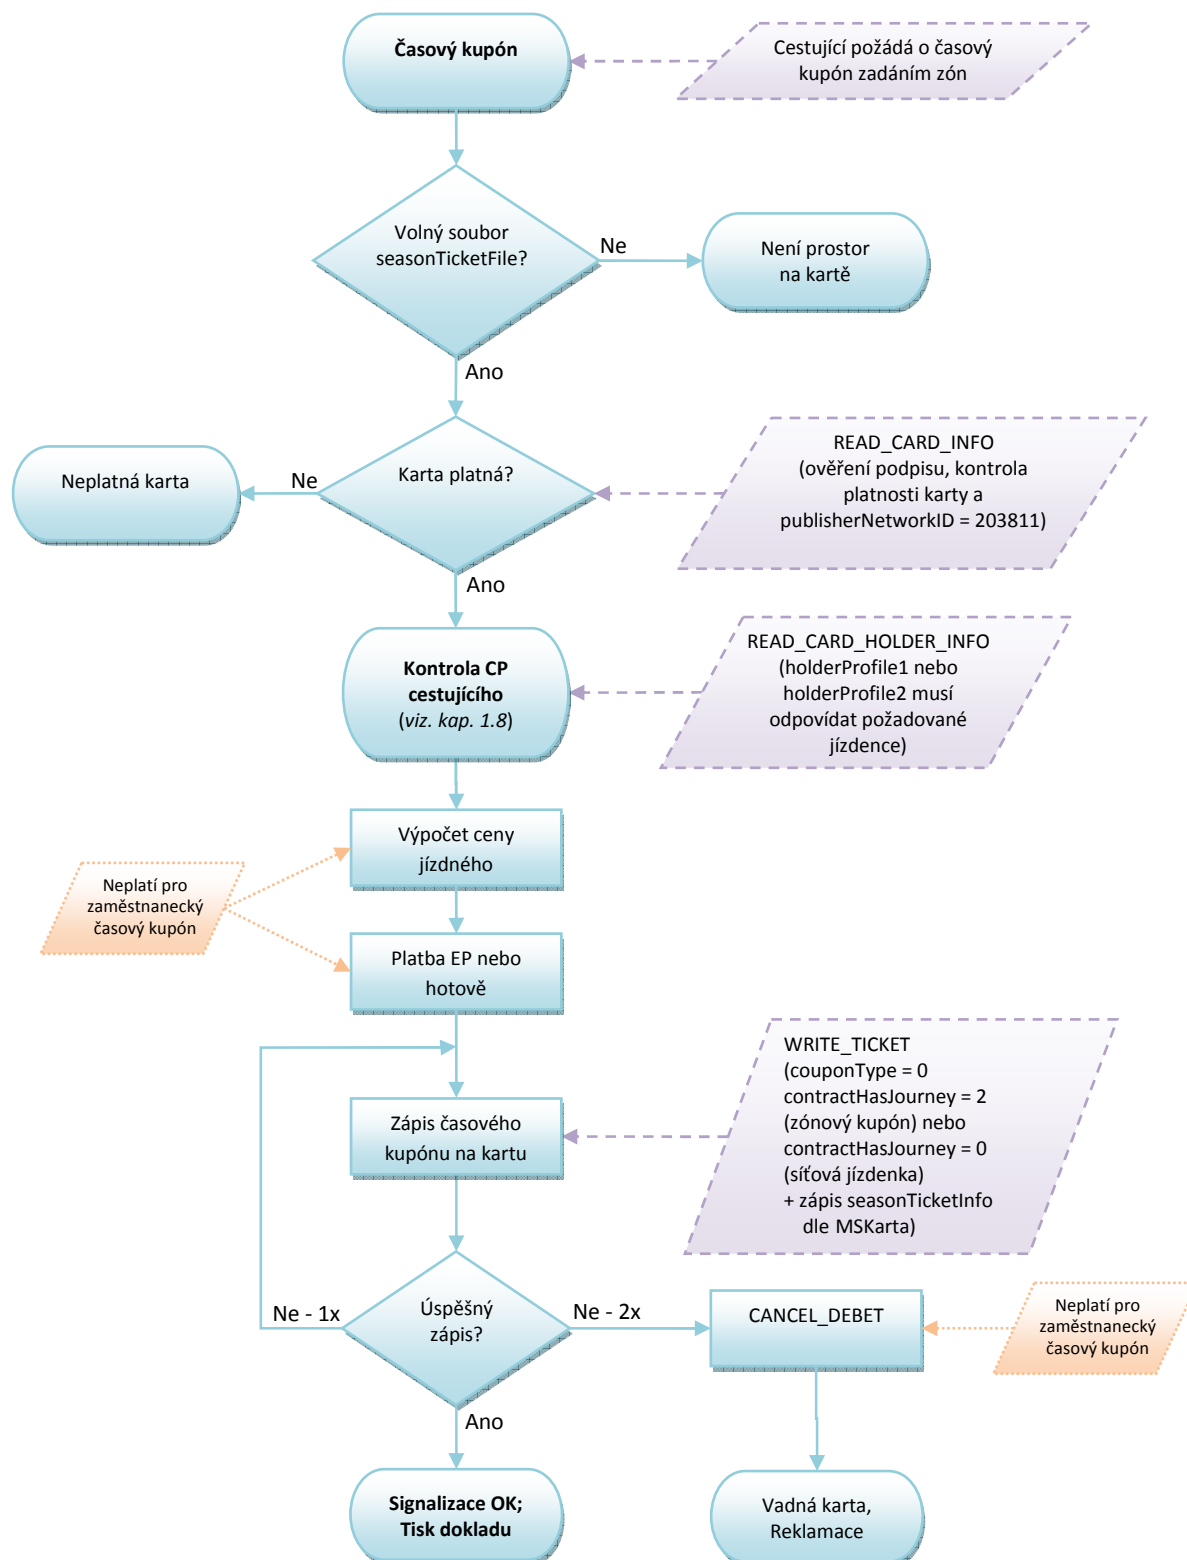 Časový kupón
Cestující požádá o časový
kupón zadáním zón
Volný soubor
seasonTicketFile?
Ne
Není prostor
na kartě
Ano
Neplatná karta
Ne
Karta platná?
READ_CARD_INFO
(ověření podpisu, kontrola
platnosti karty a
publisherNetworkID = 203811)
Ano
Kontrola CP
cestujícího
(viz. kap. 1.8)
READ_CARD_HOLDER_INFO
(holderProfile1 nebo
holderProfile2 musí
odpovídat požadované
jízdence)
Výpočet ceny
jízdného
Neplatí pro
zaměstnanecký
časový kupón
Platba EP nebo
hotově
WRITE_TICKET
(couponType = 0
contractHasJourney = 2
(zónový kupón) nebo
contractHasJourney = 0
(síťová jízdenka)
+ zápis seasonTicketInfo
dle MSKarta)
Zápis časového
kupónu na kartu
Ne - 1x
Úspěšný
zápis?
Ne - 2x
CANCEL_DEBET
Neplatí pro
zaměstnanecký
časový kupón
Ano
Signalizace OK;
Tisk dokladu
Vadná karta,
Reklamace